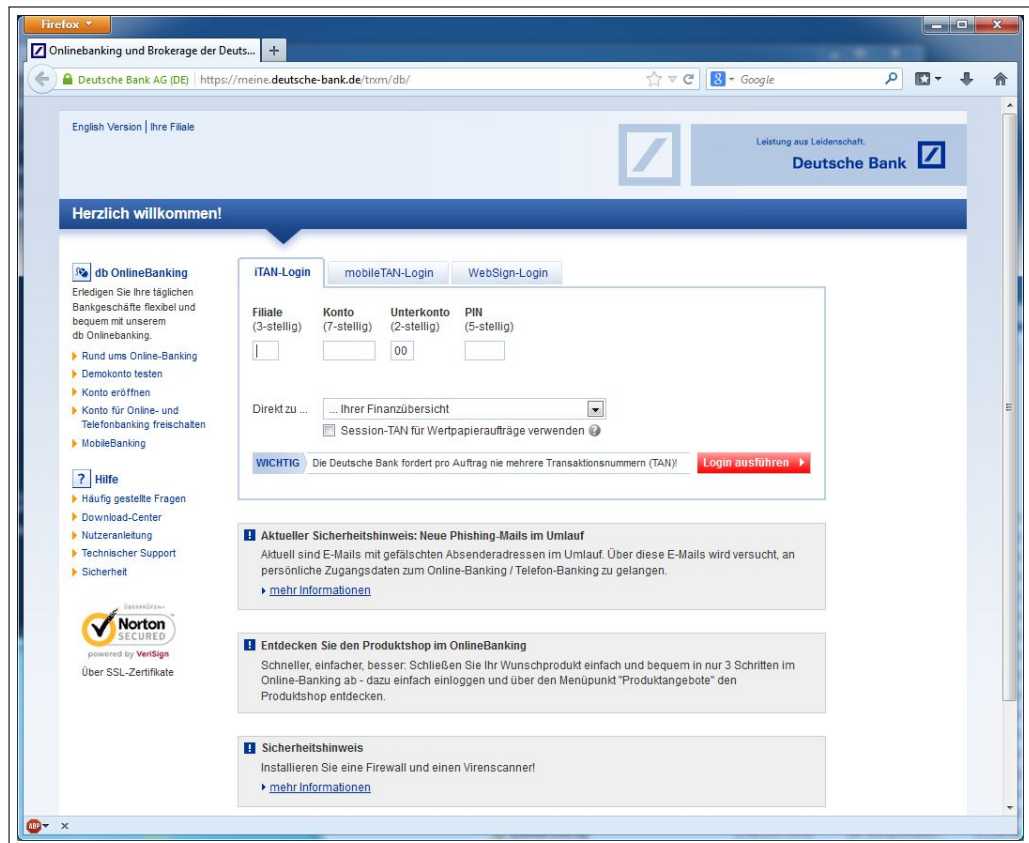 Firefox
Onlinebanking und Brokerage der Deuts... +
Deutsche Bank AG (DE) https://meine.deutsche-bank.de/trxm/db/
Google
English Version | Ihre Filiale
Leistung aus Leidenschaft.
Deutsche Bank
Herzlich willkommen!
db OnlineBanking
Erledigen Sie Ihre täglichen
Bankgeschäfte flexibel und
bequem mit unserem
db Onlinebanking.
Rund ums Online-Banking
Demokonto testen
Konto eröffnen
Konto für Online- und
Telefonbanking freischalten
MobileBanking
? Hilfe
Häufig gestellte Fragen
Download-Center
Nutzeranleitung
Technischer Support
Sicherheit
ÜBERPRÜFEN
Norton
SECURED
powered by VeriSign
Über SSL-Zertifikate
iTAN-Login mobileTAN-Login WebSign-Login
Filiale Konto Unterkonto PIN
(3-stellig) (7-stellig) (2-stellig) (5-stellig)
00
Direkt zu ... ... Ihrer Finanzübersicht
Session-TAN für Wertpapieraufträge verwenden ?
WICHTIG Die Deutsche Bank fordert pro Auftrag nie mehrere Transaktionsnummern (TAN)! Login ausführen
! Aktueller Sicherheitshinweis: Neue Phishing-Mails im Umlauf
Aktuell sind E-Mails mit gefälschten Absenderadressen im Umlauf. Über diese E-Mails wird versucht, an
persönliche Zugangsdaten zum Online-Banking / Telefon-Banking zu gelangen.
mehr Informationen
! Entdecken Sie den Produktshop im OnlineBanking
Schneller, einfacher, besser: Schließen Sie Ihr Wunschprodukt einfach und bequem in nur 3 Schritten im
Online-Banking ab - dazu einfach einloggen und über den Menüpunkt "Produktangebote" den
Produktshop entdecken.
! Sicherheitshinweis
Installieren Sie eine Firewall und einen Virenscanner!
mehr Informationen
ABP x